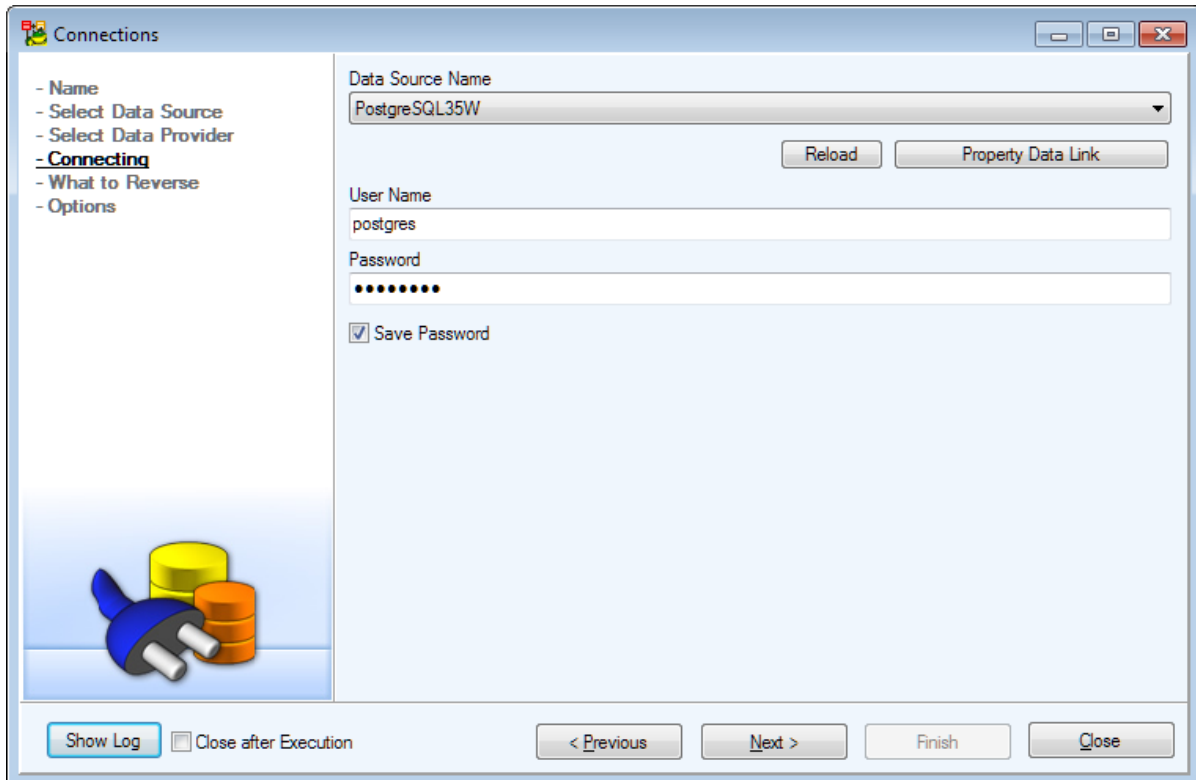 Connections
- Name
- Select Data Source
- Select Data Provider
- Connecting
- What to Reverse
- Options
Data Source Name
PostgreSQL35W
Reload
Property Data Link
User Name
postgres
Password
••••••••
Save Password
Show Log
Close after Execution
< Previous
Next >
Finish
Close